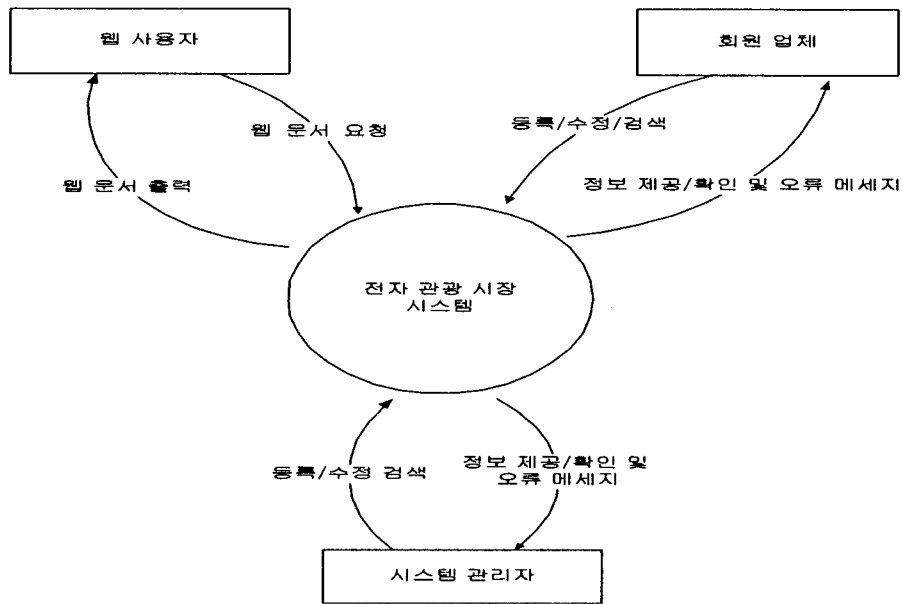 웹 사용자
회원 업체
웹 문서 요청
등록/수정/검색
웹 문서 출력
정보 제공/확인 및 오류 메세지
전자 관광 시장
시스템
등록/수정 검색
정보 제공/확인 및
오류 메세지
시스템 관리자